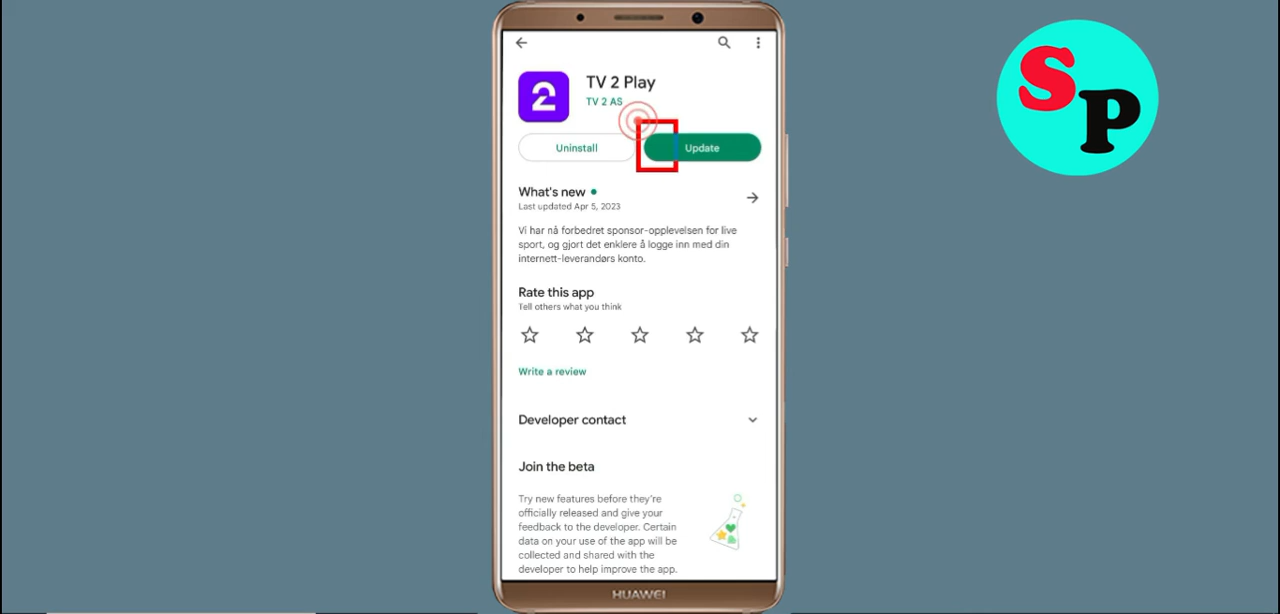 TV 2 Play
TV 2 AS
2
Uninstall
Update
What's new
Last updated Apr 5, 2023
Vi har nå forbedret sponsor-opplevelsen for live
sport, og gjort det enklere å logge inn med din
internett-leverandørs konto.
Rate this app
Tell others what you think
Write a review
Developer contact
Join the beta
Try new features before they're
officially released and give your
feedback to the developer. Certain
data on your use of the app will be
collected and shared with the
developer to help improve the app.
HUAWEI
SP